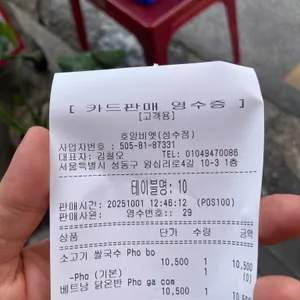 [ 카드판매 영수증 ]
[고객용]
호앙비엣(성수점)
사업자번호 : 505-81-87331
대표자: 김철오 TEL: 01049470086
서울특별시 성동구 왕십리로4길 10-3 1층
테이블명: 10
판매시간: 20251001 12:46:12 (POS100)
판매사원: 영수번호:: 29
상품 단가 수량 금액
소고기 쌀국수 Pho bo
10,500 1 10,500
-Pho (기본) 1 (0)
베트남 닭온반 Pho ga com
10,500 1 10,500